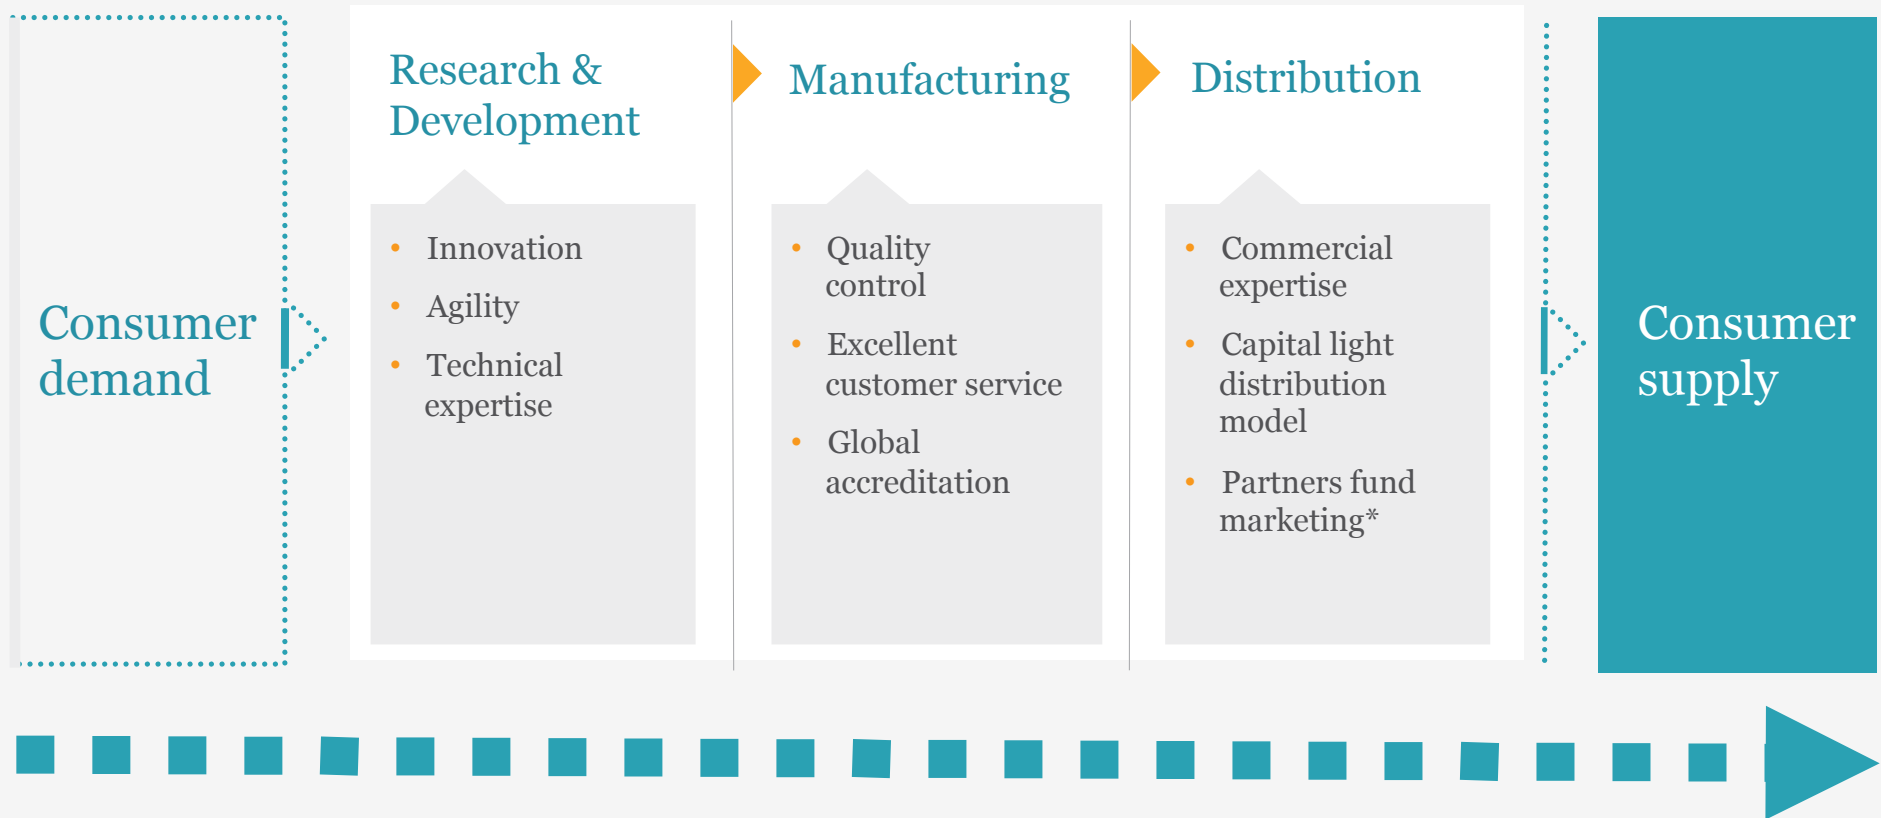 Consumer
demand
Research &
Development
• Innovation
• Agility
• Technical
expertise
Manufacturing
• Quality
control
• Excellent
customer service
• Global
accreditation
Distribution
• Commercial
expertise
• Capital light
distribution
model
• Partners fund
marketing*
Consumer
supply